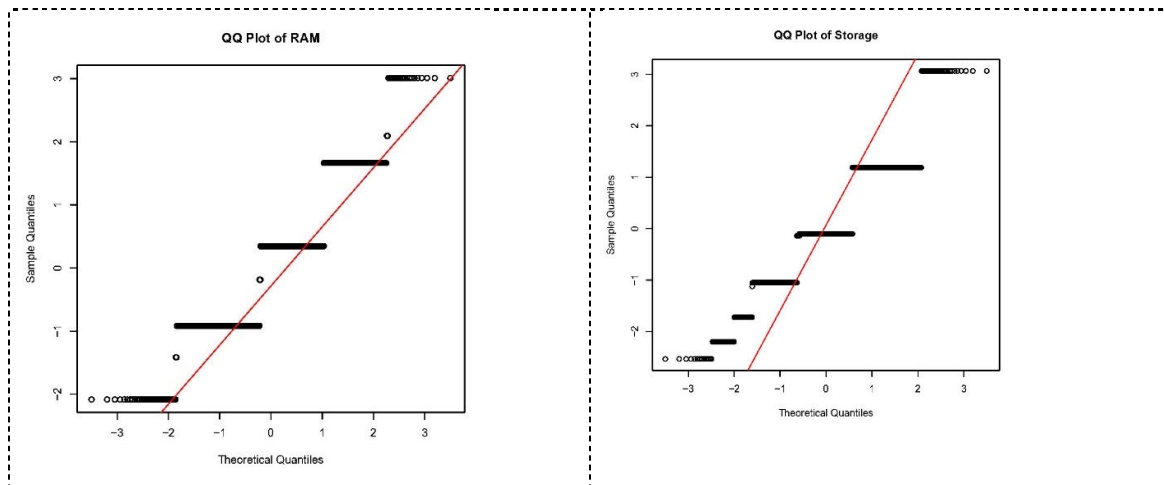 QQ Plot of RAM
3
2
1
0
−1
−2
Sample Quantiles
−3 −2 −1 0 1 2 3
Theoretical Quantiles
QQ Plot of Storage
3
2
1
0
−1
−2
Sample Quantiles
−3 −2 −1 0 1 2 3
Theoretical Quantiles